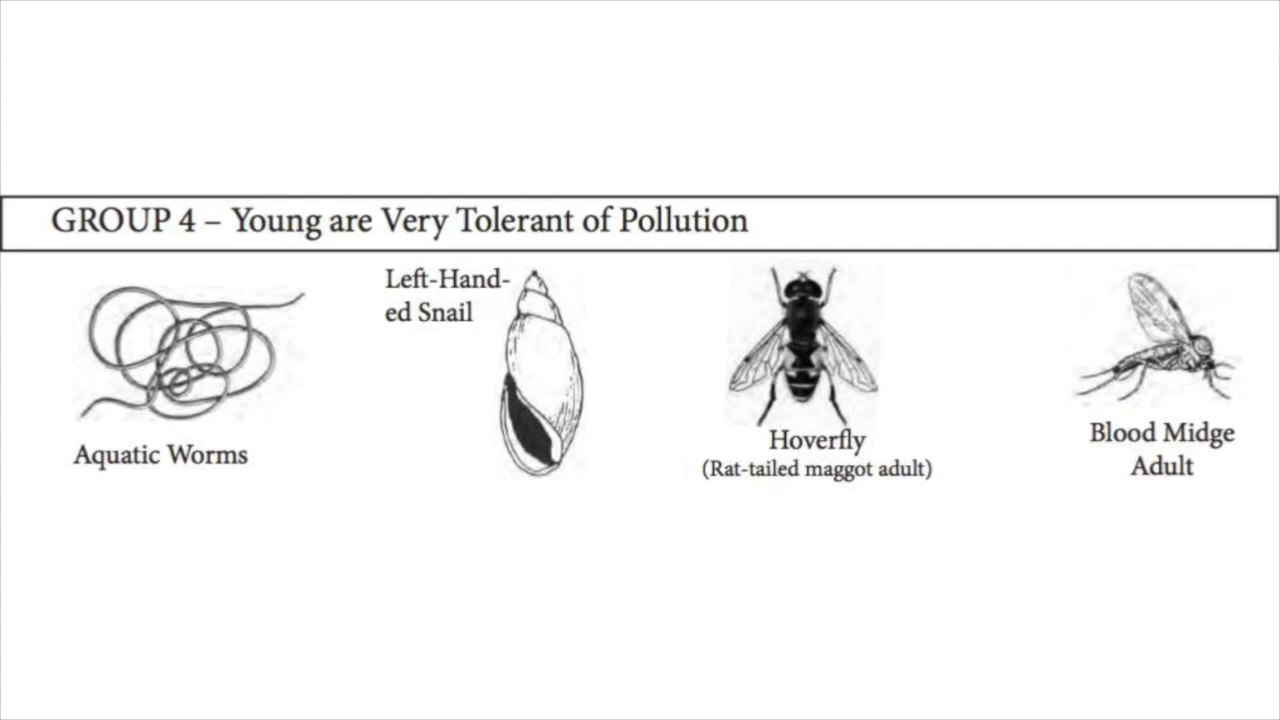 GROUP 4 – Young are Very Tolerant of Pollution
Left-Hand-
ed Snail
Aquatic Worms
Hoverfly
(Rat-tailed maggot adult)
Blood Midge
Adult